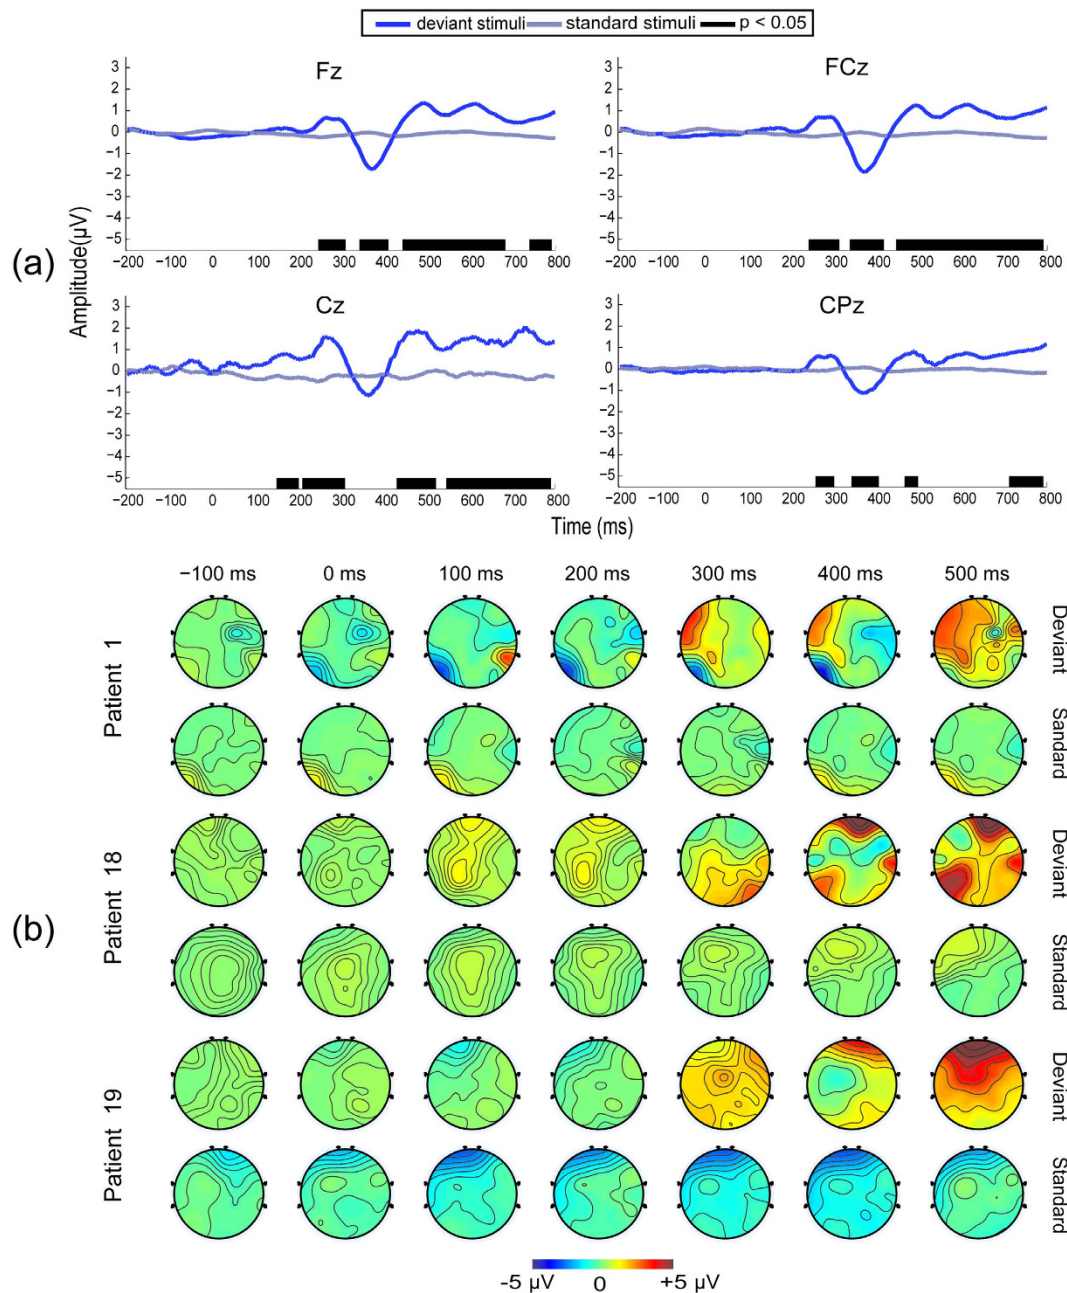 deviant stimuli standard stimuli p < 0.05
Fz FCz
3 3
2 2
1 1
0 0
−1 −1
−2 −2
−3 −3
−4 −4
−5 −5
−200 −100 0 100 200 300 400 500 600 700 800 −200 −100 0 100 200 300 400 500 600 700 800
(a)
Amplitude(μV)
Cz CPz
3 3
2 2
1 1
0 0
−1 −1
−2 −2
−3 −3
−4 −4
−5 −5
−200 −100 0 100 200 300 400 500 600 700 800 −200 −100 0 100 200 300 400 500 600 700 800
Time (ms)
−100 ms 0 ms 100 ms 200 ms 300 ms 400 ms 500 ms
Patient 1
Deviant
Sandard
(b)
Patient 18
Deviant
Standard
Patient 19
Deviant
Standard
-5 μV 0 +5 μV